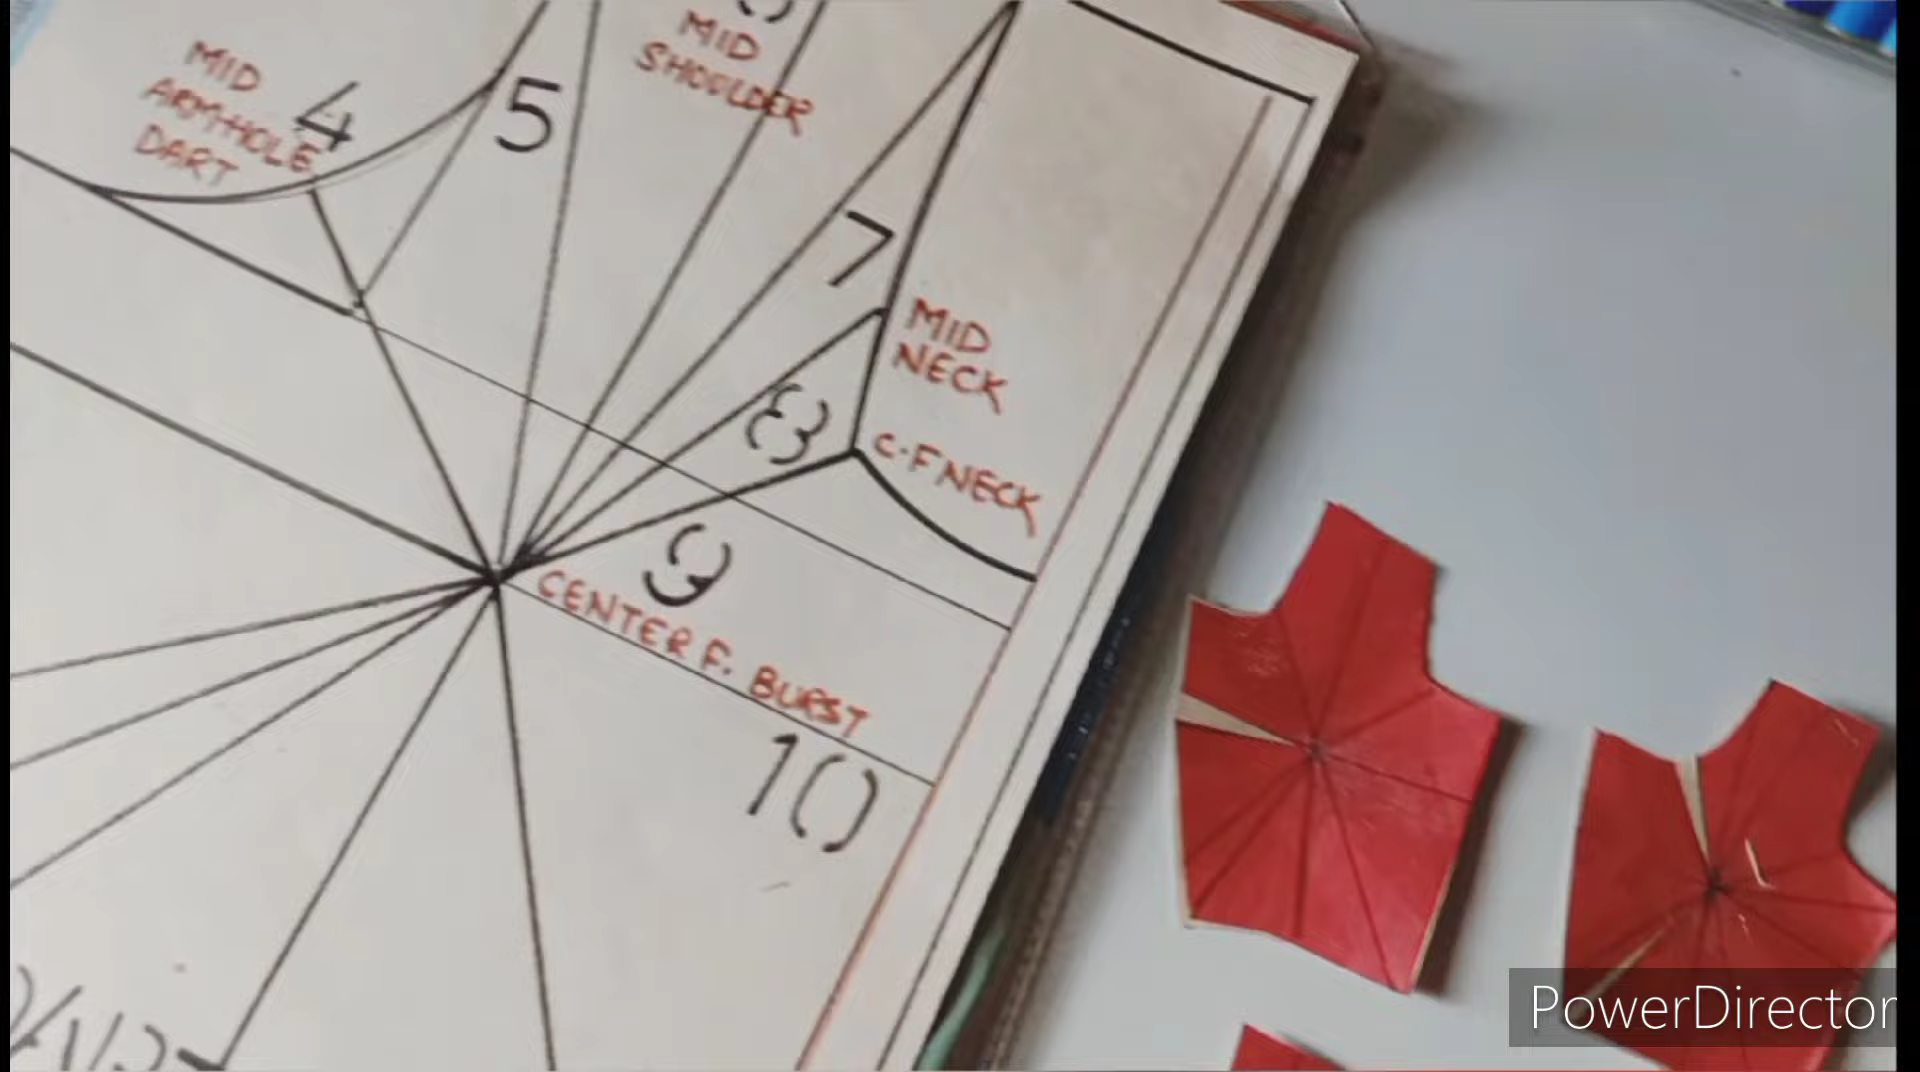 MID
ARMHOLE
DART
4
5
MID
SHOULDER
7
MID
NECK
8
C.F NECK
9
CENTER F. BURST
10
PowerDirector